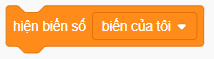 hiện biến số biến của tôi